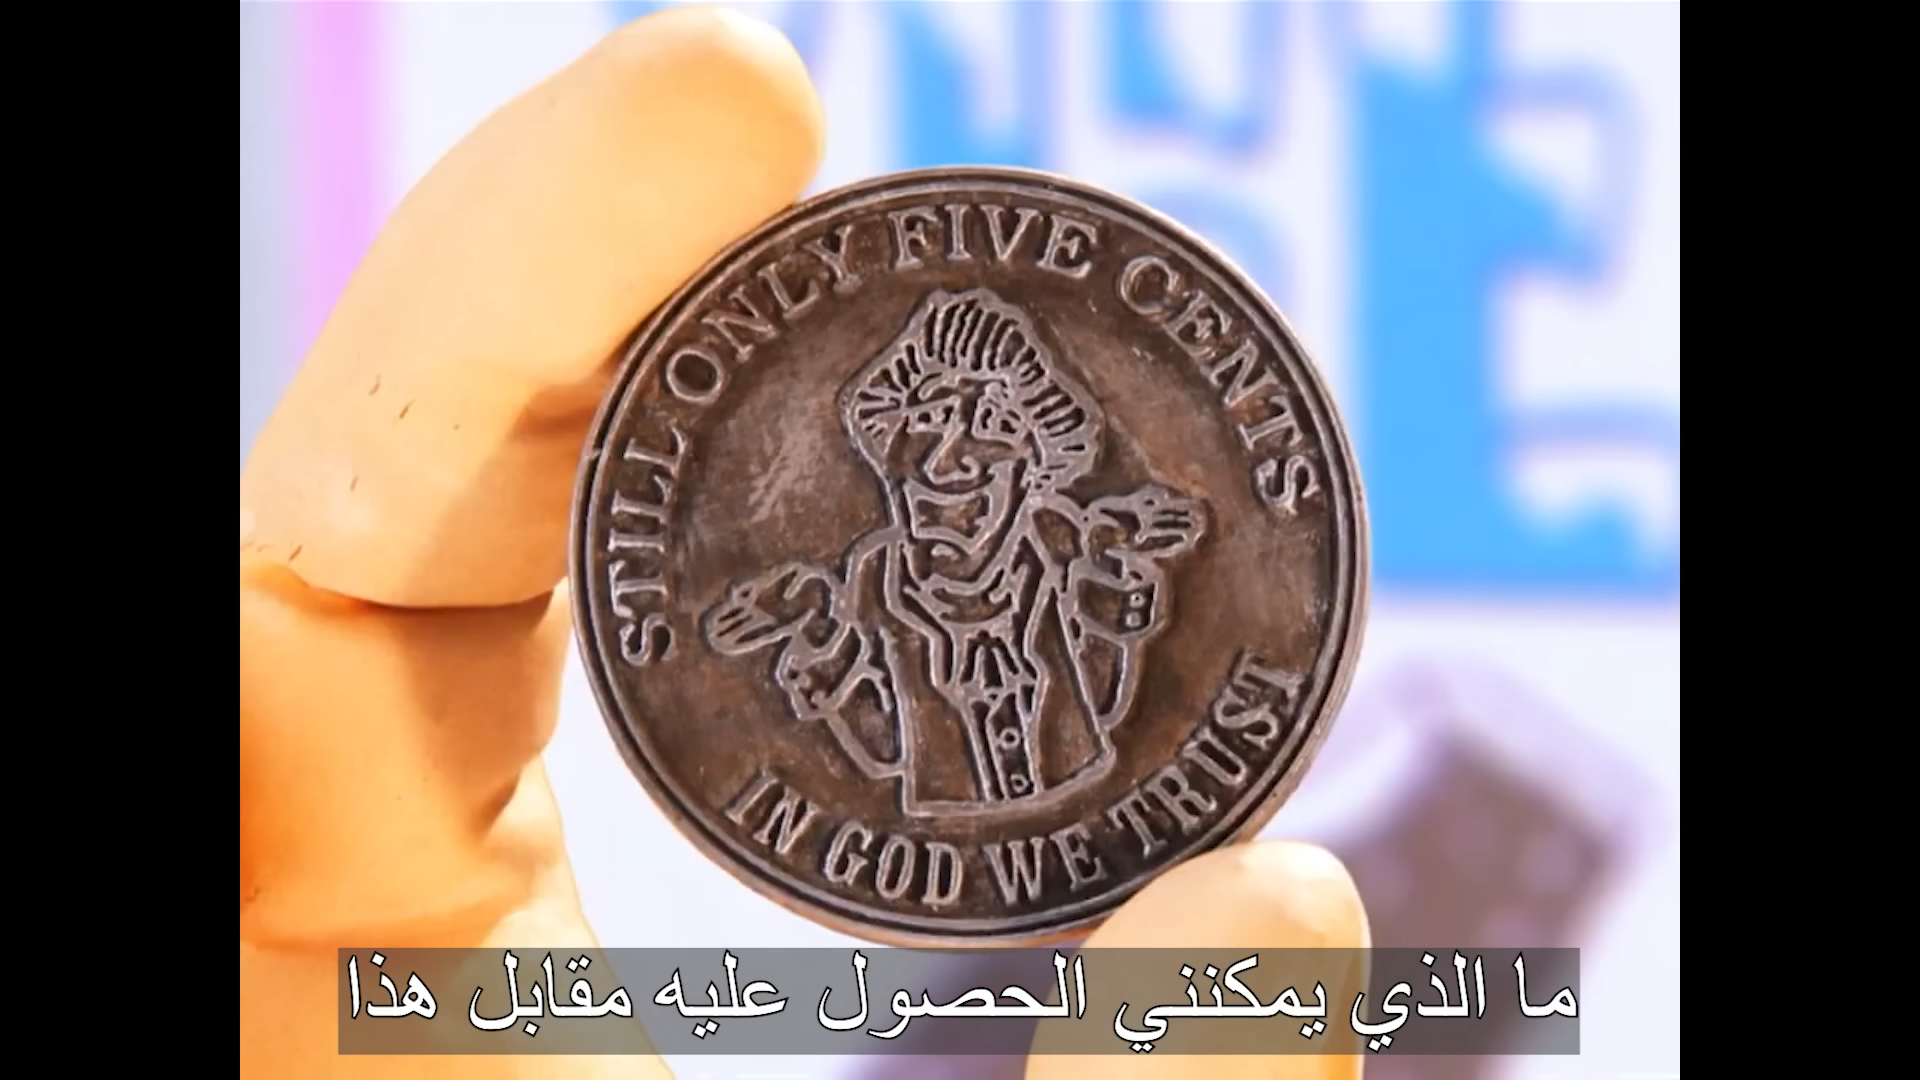 STILL ONLY FIVE CENTS
IN GOD WE TRUST
ما الذي يمكنني الحصول عليه مقابل هذا